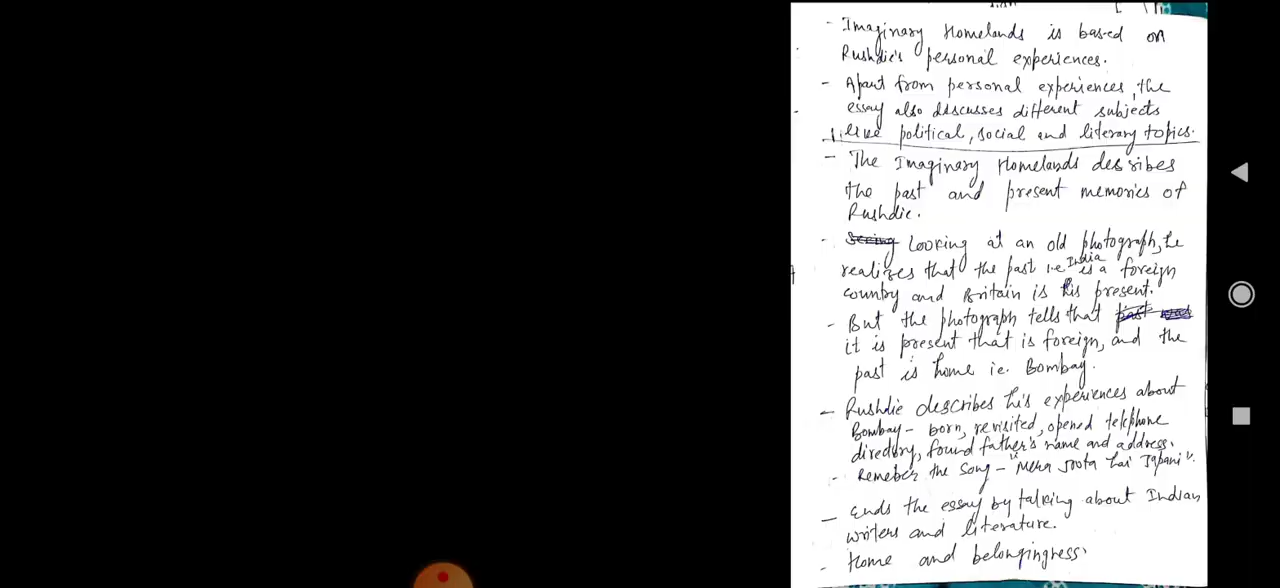 - Imaginary Homelands is based on
Rushdie's personal experiences.
- Apart from personal experiences, the
essay also discusses different subjects
like political, social and literary topics.
- The Imaginary Homelands describes
the past and present memories of
Rushdie.
- Seeing Looking at an old photograph, he
realizes that the past i.e India is a foreign
country and Britain is his present.
- But the photograph tells that past was
it is present that is foreign, and the
past is home ie. Bombay.
- Rushdie describes his experiences about
Bombay - born, revisited, opened telephone
directory, found father's name and address.
- Remeber the song - "Mera Joota hai Japani".
- Ends the essay by talking about Indian
writers and literature.
- Home and belongingness.